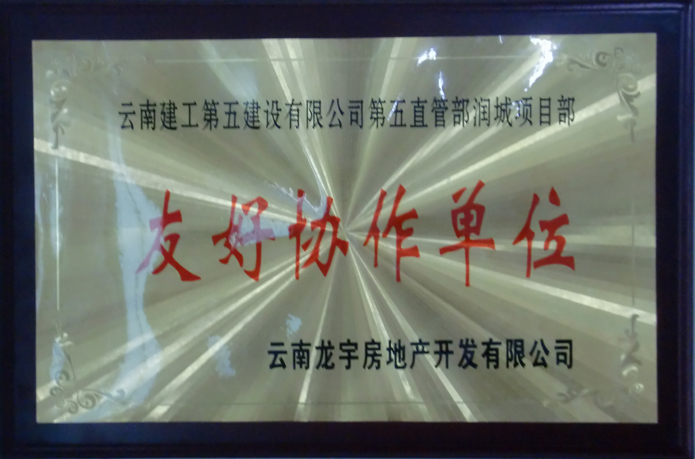 云南建工第五建设有限公司第五直管部润城项目部
友好协作单位
云南龙宇房地产开发有限公司